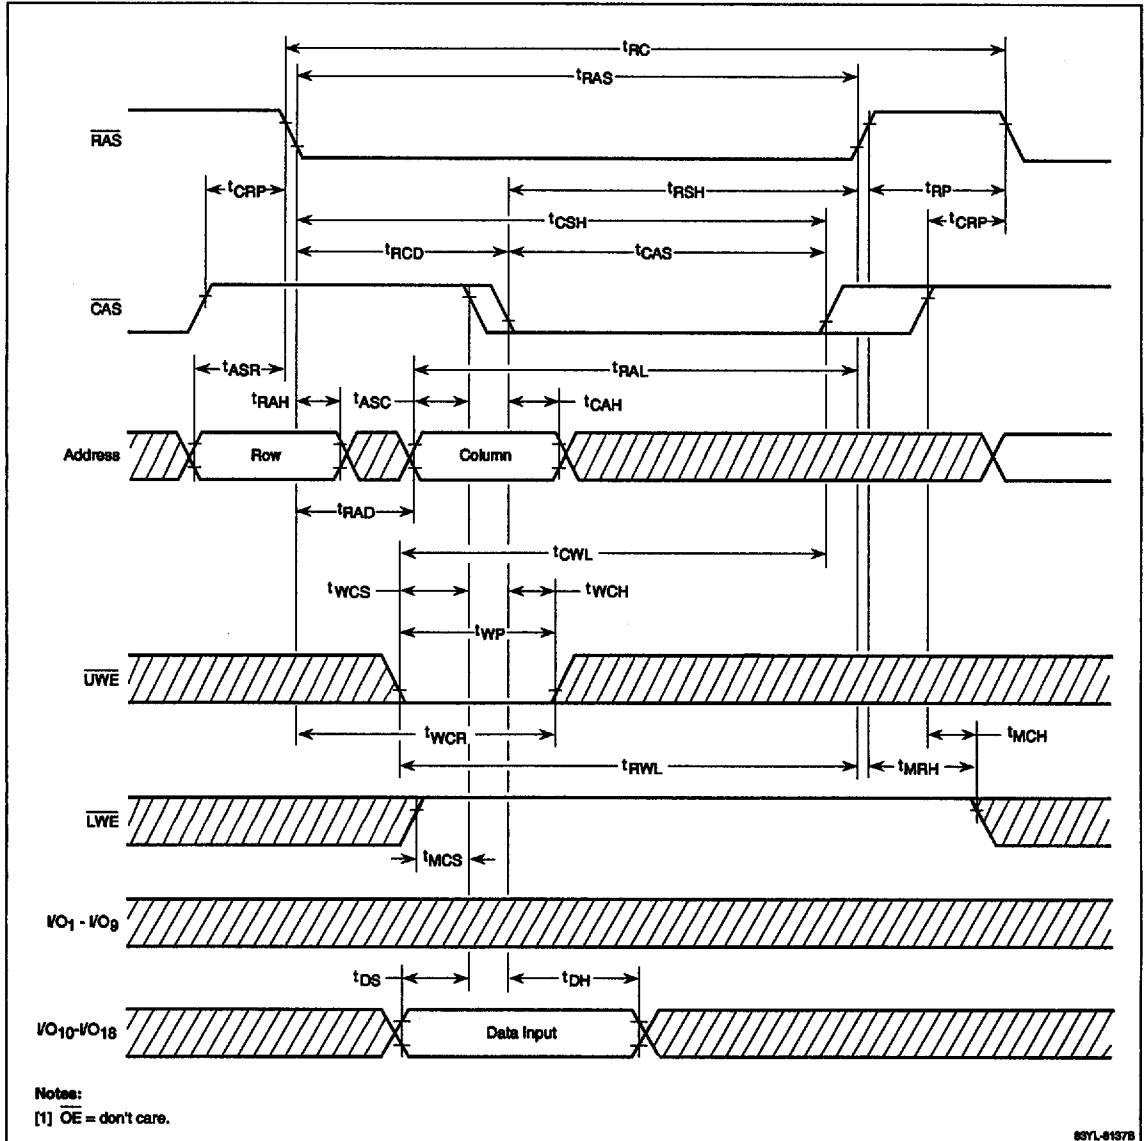 tRC
tRAS
RAS
tCRP
tRSH
tRP
tCSH
tCRP
tRCD
tCAS
CAS
tASR
tRAL
tRAH
tASC
tCAH
Address
Row
Column
tRAD
tCWL
tWCS
tWCH
tWP
UWE
tWCR
tMCH
tRWL
tMRH
LWE
tMCS
I/O1 - I/O9
tDS
tDH
I/O10-I/O18
Data Input
Notes:
[1] OE = don't care.
83YL-8137B